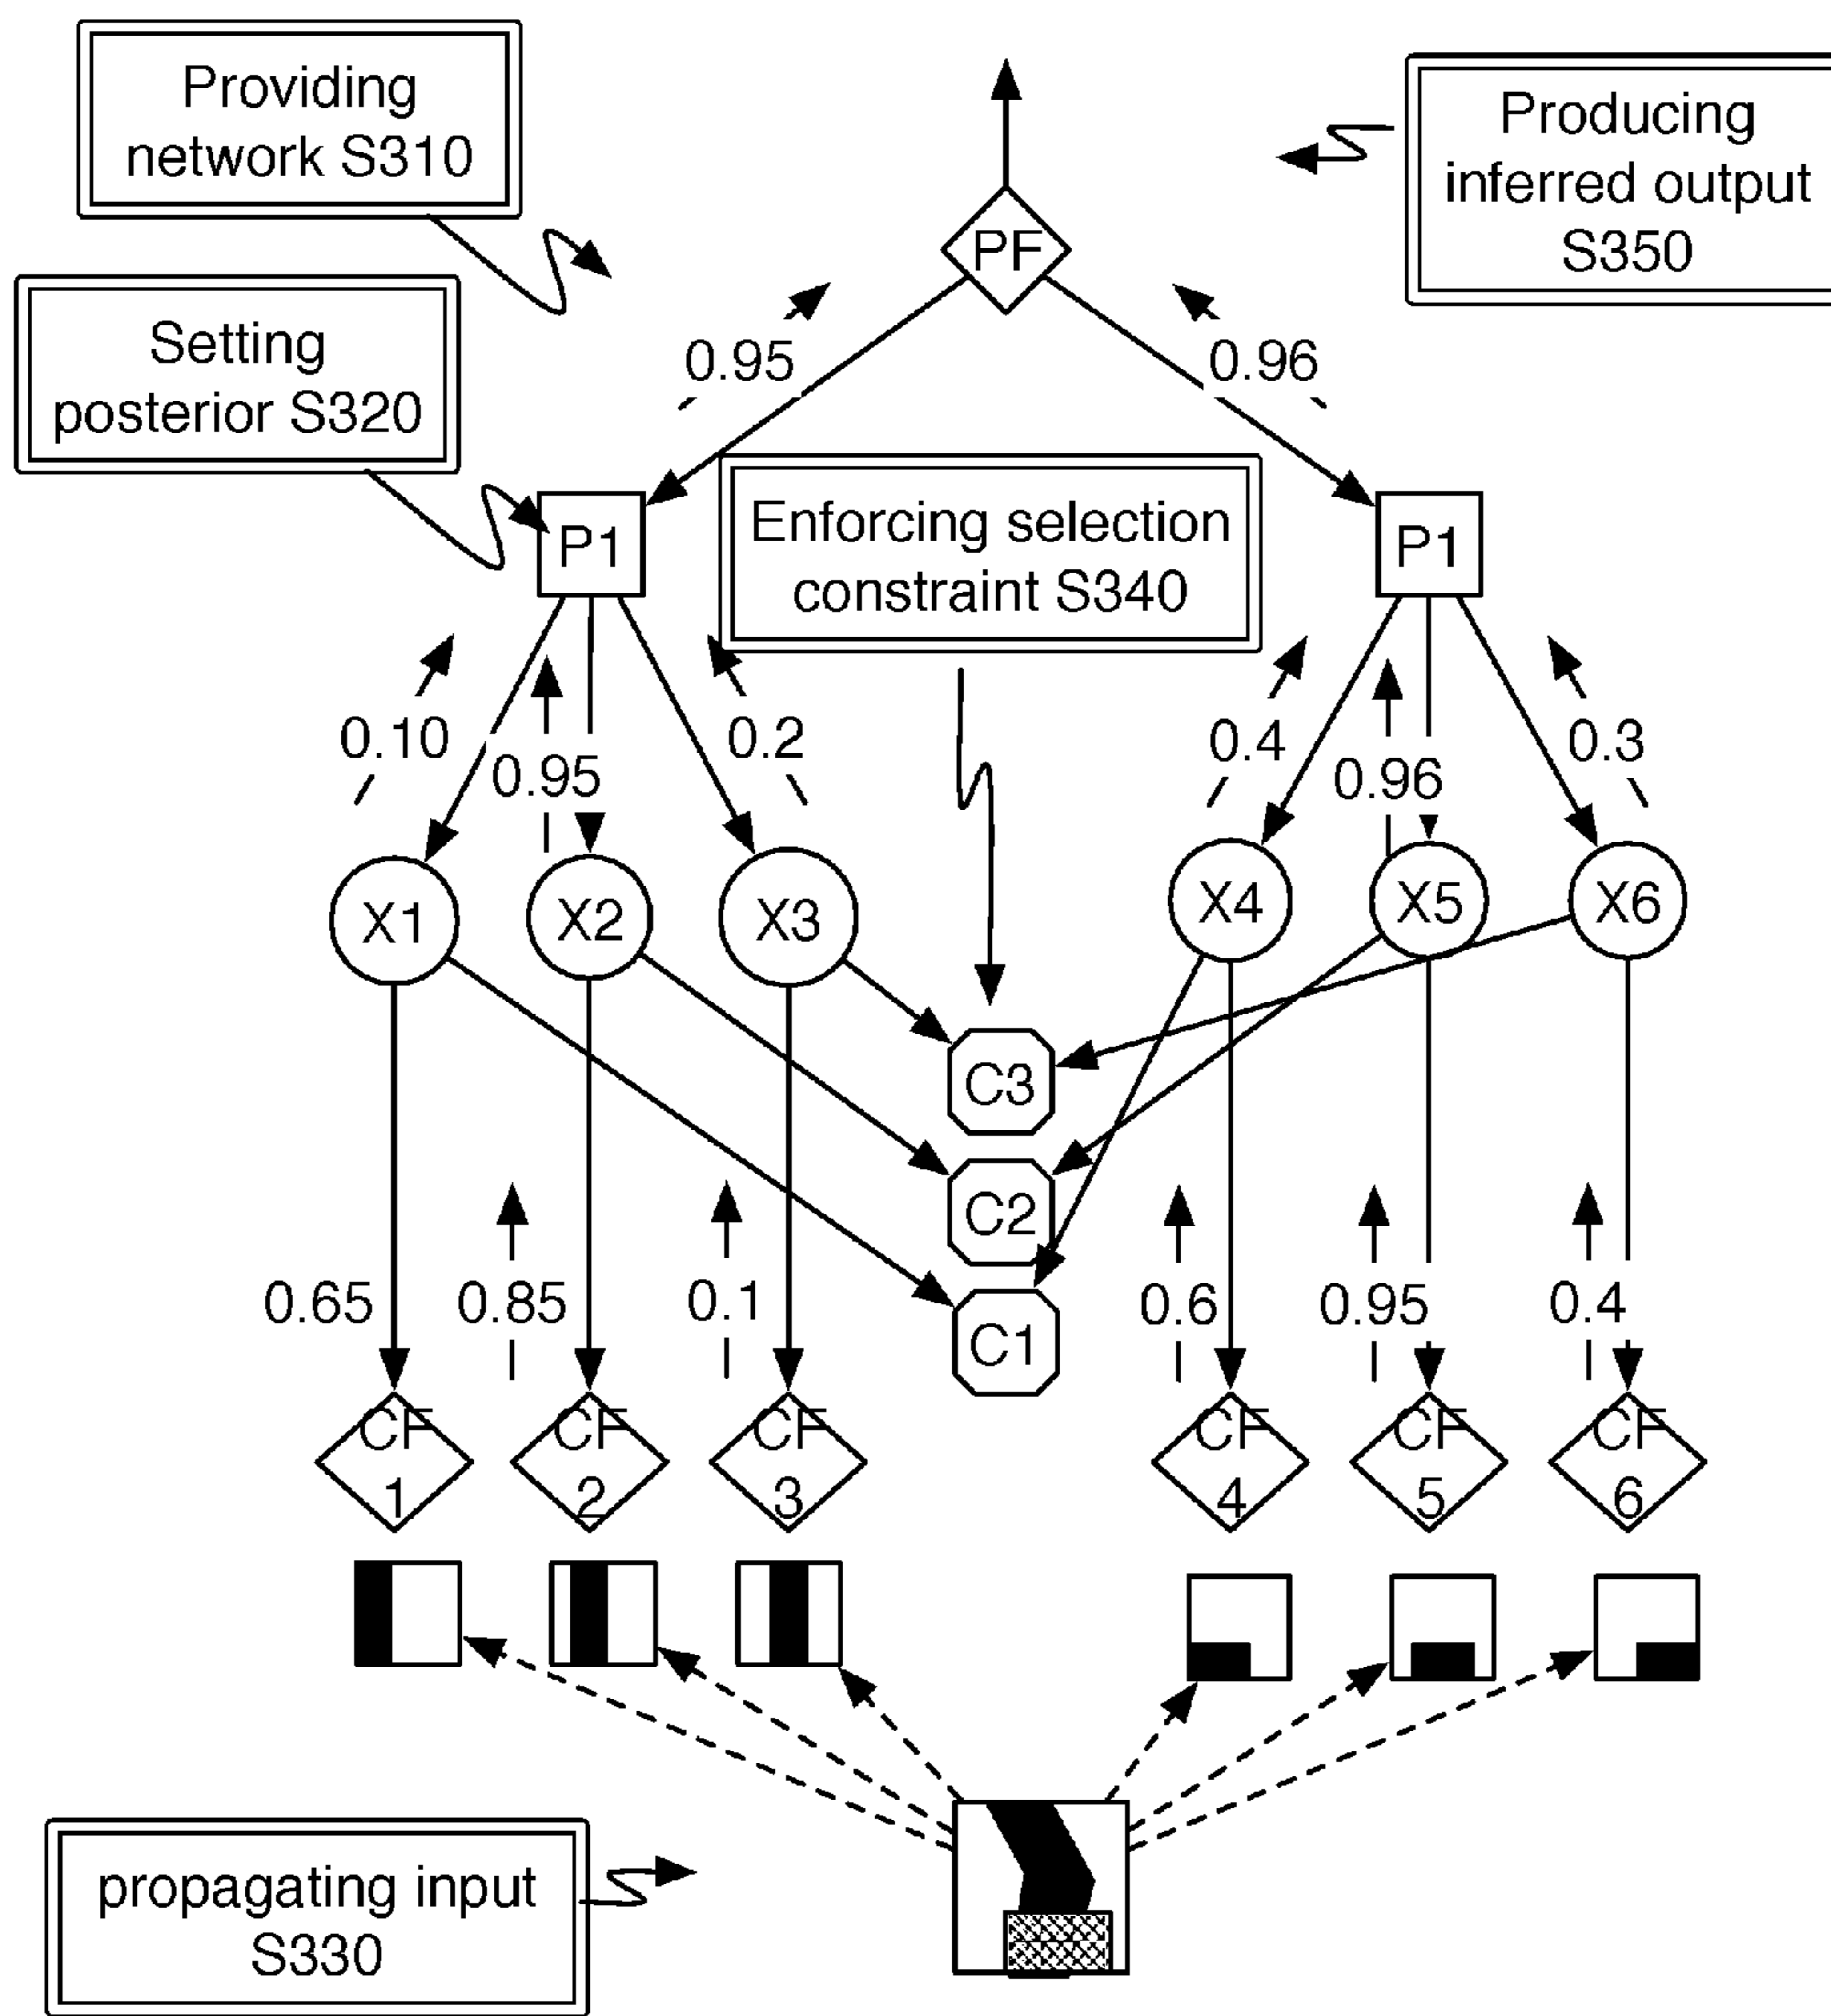 Providing
network S310
Producing
inferred output
S350
PF
Setting
posterior S320
0.95
0.96
P1
Enforcing selection
constraint S340
P1
0.10
0.95
0.2
0.4
0.96
0.3
X1
X2
X3
X4
X5
X6
C3
C2
C1
0.65
0.85
0.1
0.6
0.95
0.4
CF
1
CF
2
CF
3
CF
4
CF
5
CF
6
propagating input
S330